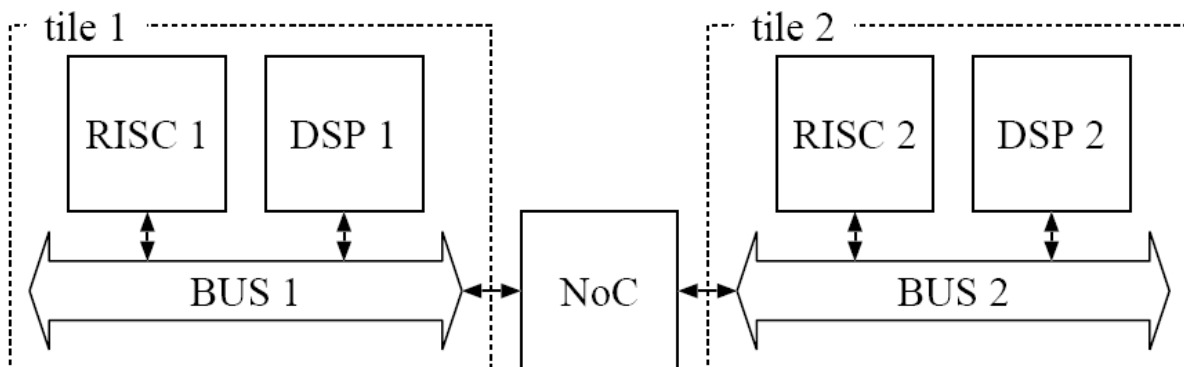 tile 1
tile 2
RISC 1
DSP 1
RISC 2
DSP 2
BUS 1
NoC
BUS 2